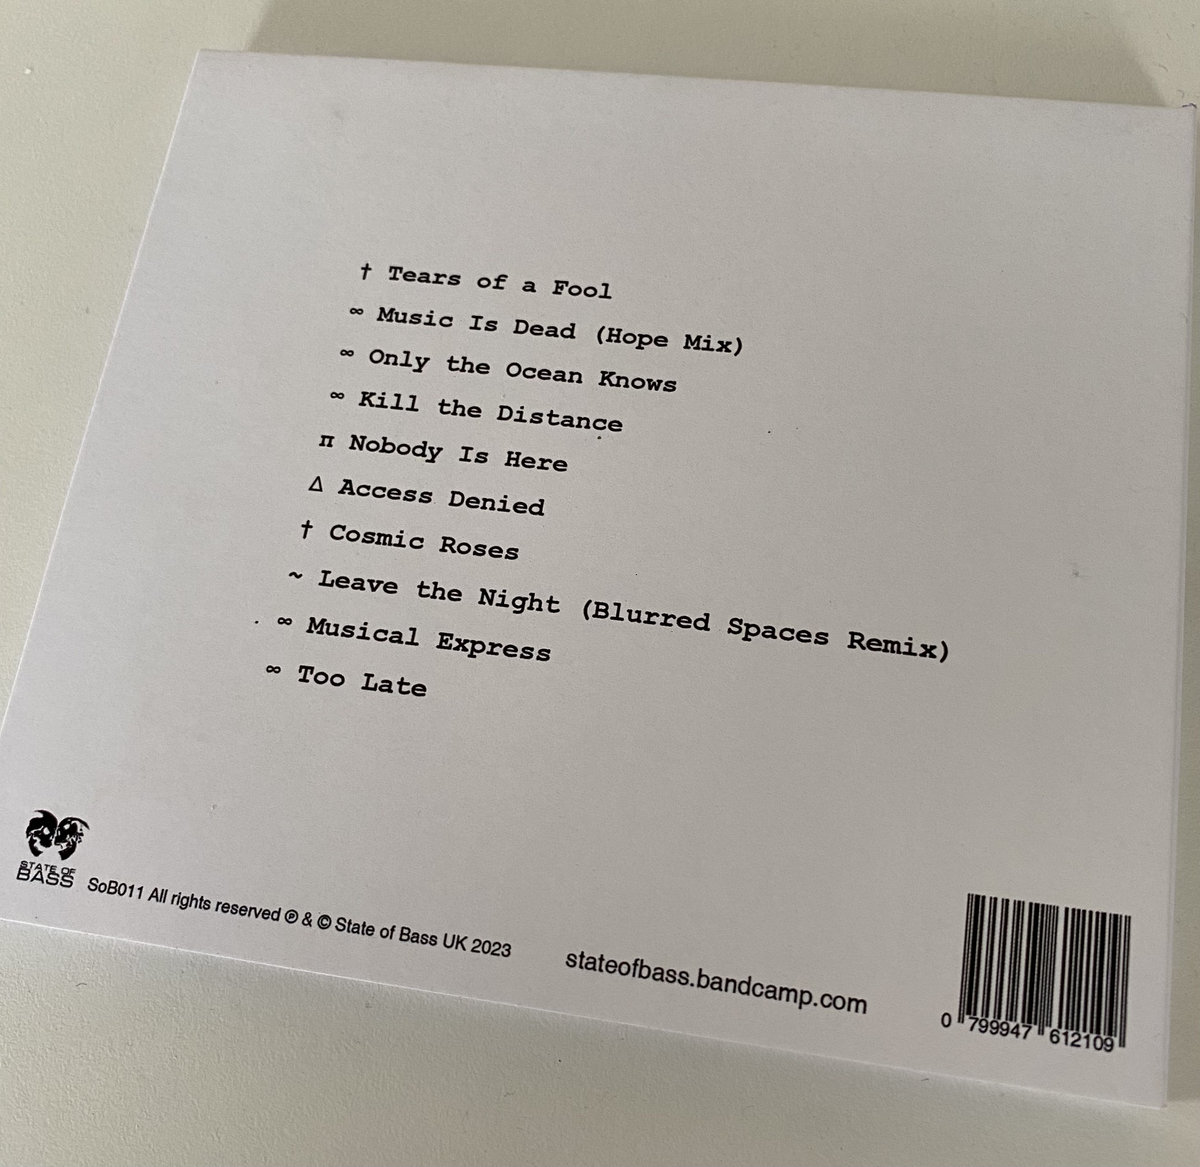 † Tears of a Fool
∞ Music Is Dead (Hope Mix)
∞ Only the Ocean Knows
∞ Kill the Distance
π Nobody Is Here
Δ Access Denied
† Cosmic Roses
~ Leave the Night (Blurred Spaces Remix)
∞ Musical Express
∞ Too Late
STATE OF
BASS
SoB011 All rights reserved ℗ & © State of Bass UK 2023
stateofbass.bandcamp.com
0 799947 612109